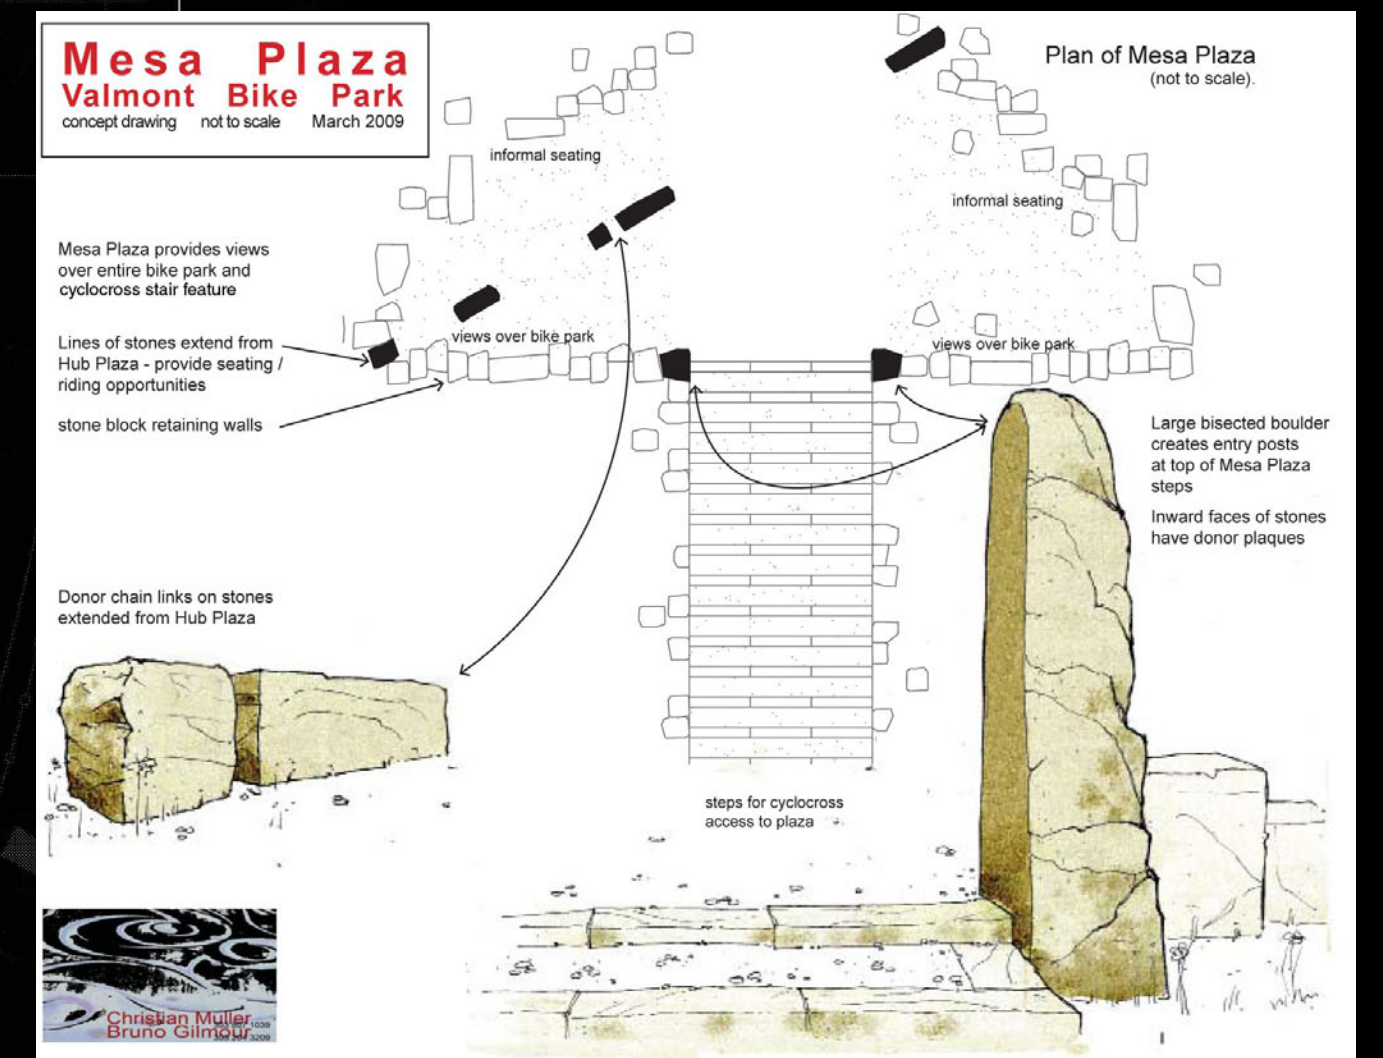 Mesa Plaza
Valmont Bike Park
concept drawing not to scale March 2009
Plan of Mesa Plaza
(not to scale).
informal seating
informal seating
Mesa Plaza provides views
over entire bike park and
cyclocross stair feature
Lines of stones extend from
Hub Plaza - provide seating /
riding opportunities
stone block retaining walls
views over bike park
views over bike park
Large bisected boulder
creates entry posts
at top of Mesa Plaza
steps
Inward faces of stones
have donor plaques
Donor chain links on stones
extended from Hub Plaza
steps for cyclocross
access to plaza
Christian Muller
1039
Bruno Gilmour
3209